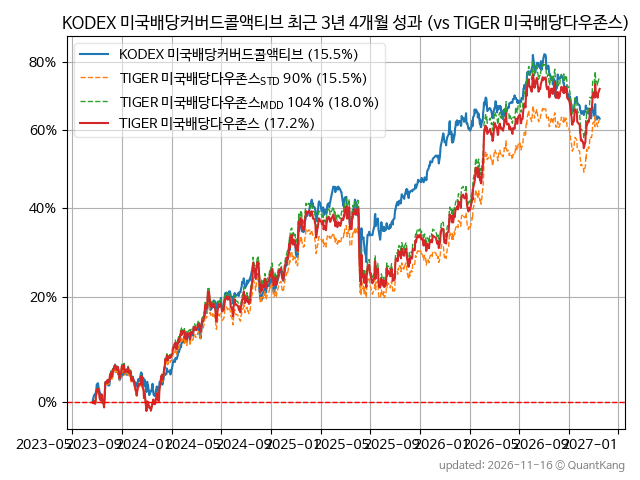 KODEX 미국배당커버드콜액티브 최근 3년 4개월 성과 (vs TIGER 미국배당다우존스)
KODEX 미국배당커버드콜액티브 (15.5%)
TIGER 미국배당다우존스STD 90% (15.5%)
TIGER 미국배당다우존스MDD 104% (18.0%)
TIGER 미국배당다우존스 (17.2%)
80%
60%
40%
20%
0%
2023-05 2023-09 2024-01 2024-05 2024-09 2025-01 2025-05 2025-09 2026-01 2026-05 2026-09 2027-01
updated: 2026-11-16 © QuantKang